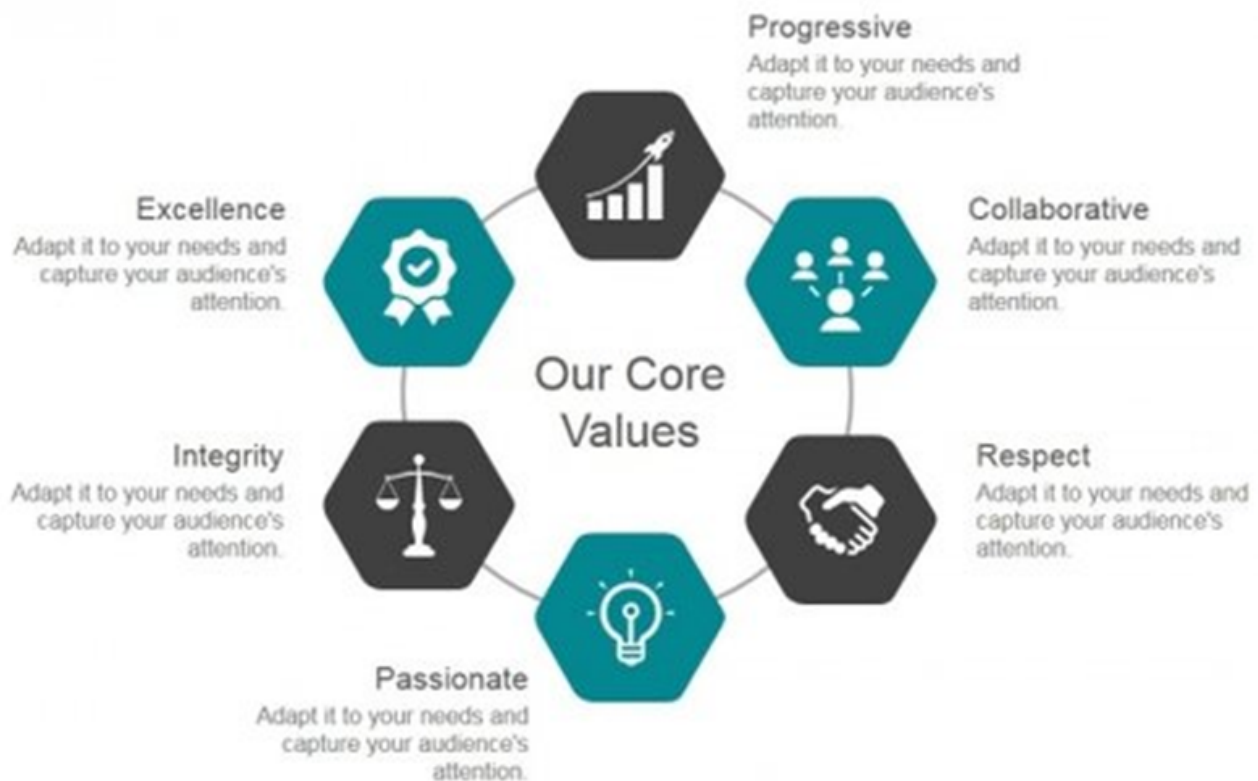 Progressive
Adapt it to your needs and
capture your audience's
attention.
Excellence
Adapt it to your needs and
capture your audience's
attention.
Collaborative
Adapt it to your needs and
capture your audience's
attention.
Our Core
Values
Integrity
Adapt it to your needs and
capture your audience's
attention.
Respect
Adapt it to your needs and
capture your audience's
attention.
Passionate
Adapt it to your needs and
capture your audience's
attention.